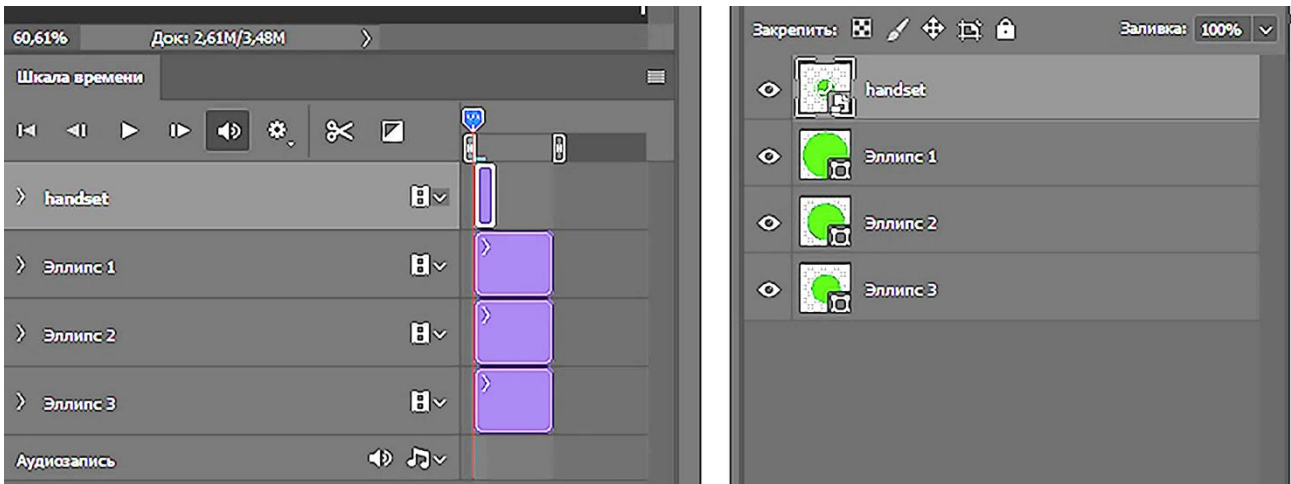 60,61%
Док: 2,61M/3,48M
Шкала времени
handset
Эллипс 1
Эллипс 2
Эллипс 3
Аудиозапись
Закрепить:
Заливка: 100%
handset
Эллипс 1
Эллипс 2
Эллипс 3